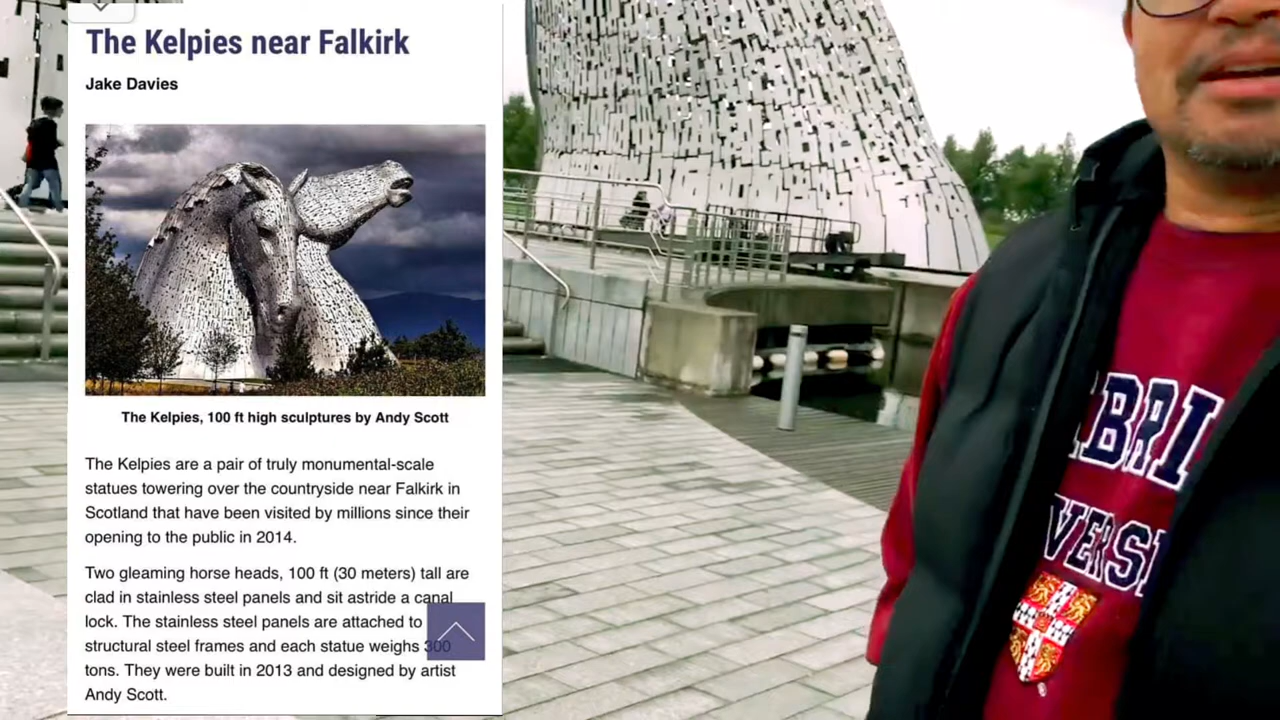 The Kelpies near Falkirk
Jake Davies
The Kelpies, 100 ft high sculptures by Andy Scott
The Kelpies are a pair of truly monumental-scale
statues towering over the countryside near Falkirk in
Scotland that have been visited by millions since their
opening to the public in 2014.
Two gleaming horse heads, 100 ft (30 meters) tall are
clad in stainless steel panels and sit astride a canal
lock. The stainless steel panels are attached to
structural steel frames and each statue weighs 300
tons. They were built in 2013 and designed by artist
Andy Scott.
BRI
VERSI
®